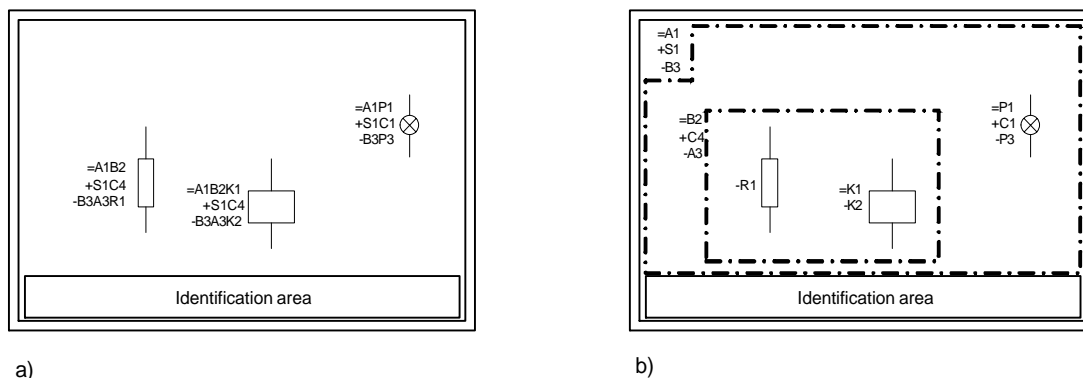 =A1P1
+S1C1
-B3P3
=A1B2
+S1C4
-B3A3R1
=A1B2K1
+S1C4
-B3A3K2
Identification area
a)
=A1
+S1
-B3
=B2
+C4
-A3
=P1
+C1
-P3
-R1
=K1
-K2
Identification area
b)